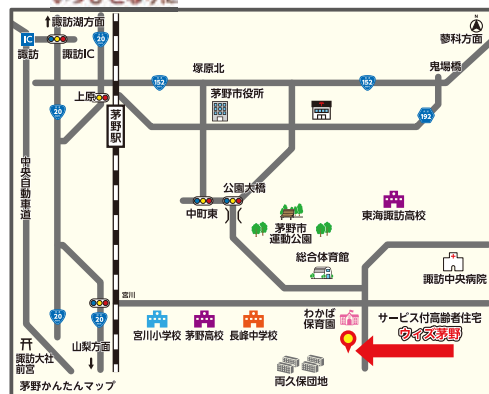 ↑諏訪湖方面
20
蓼科方面
IC
諏訪
諏訪IC
塚原北
鬼場橋
152
152
茅野市役所
上原
20
茅野駅
192
中央自動車道
公園大橋
中町東
東海諏訪高校
茅野市
運動公園
総合体育館
諏訪中央病院
宮川
わかば
保育園
サービス付高齢者住宅
ウィズ茅野
20
20
宮川小学校
茅野高校
長峰中学校
諏訪大社
前宮
山梨方面
↓
両久保団地
茅野かんたんマップ